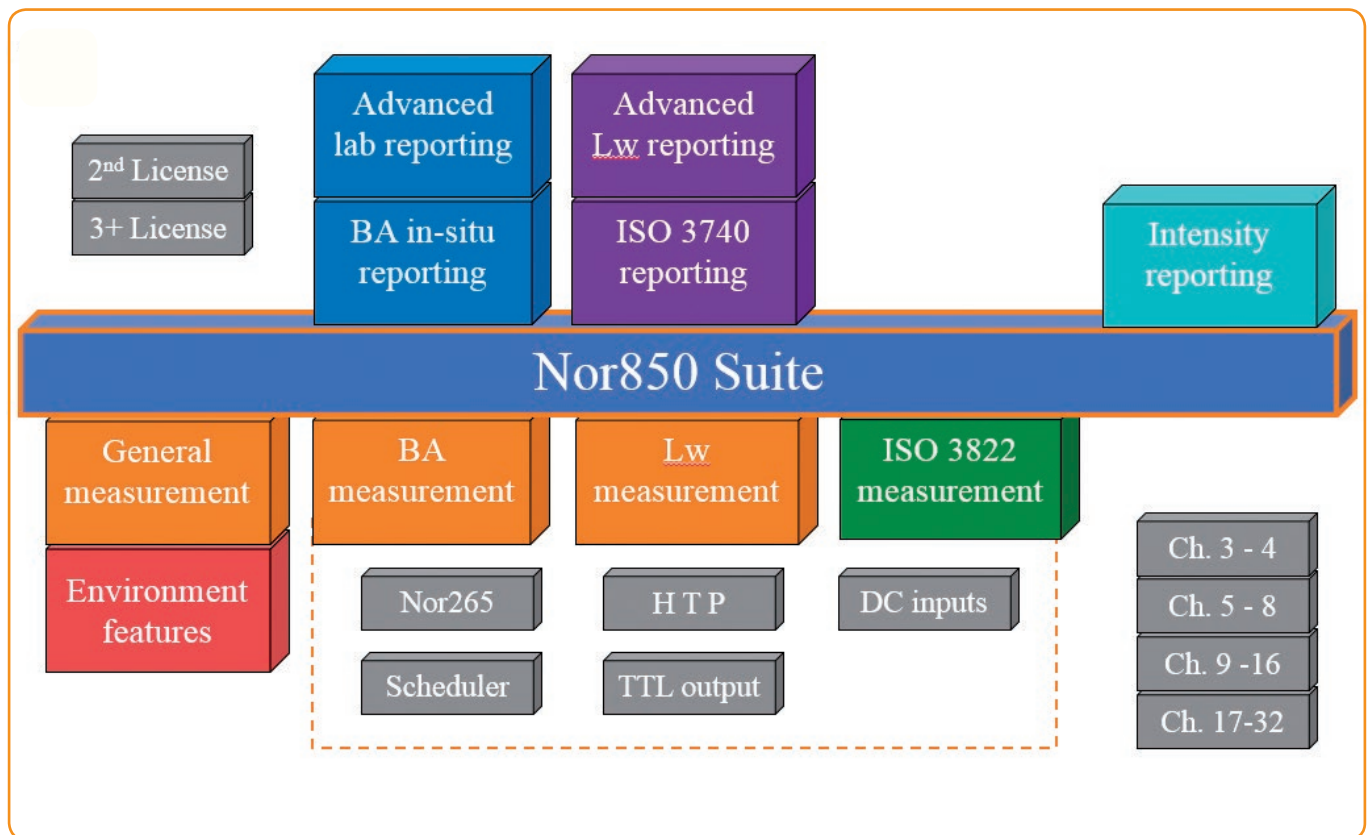 Advanced
lab reporting
Advanced
Lw reporting
2nd License
3+ License
BA in-situ
reporting
ISO 3740
reporting
Intensity
reporting
Nor850 Suite
General
measurement
BA
measurement
Lw
measurement
ISO 3822
measurement
Environment
features
Nor265
H T P
DC inputs
Scheduler
TTL output
Ch. 3 - 4
Ch. 5 - 8
Ch. 9 -16
Ch. 17-32